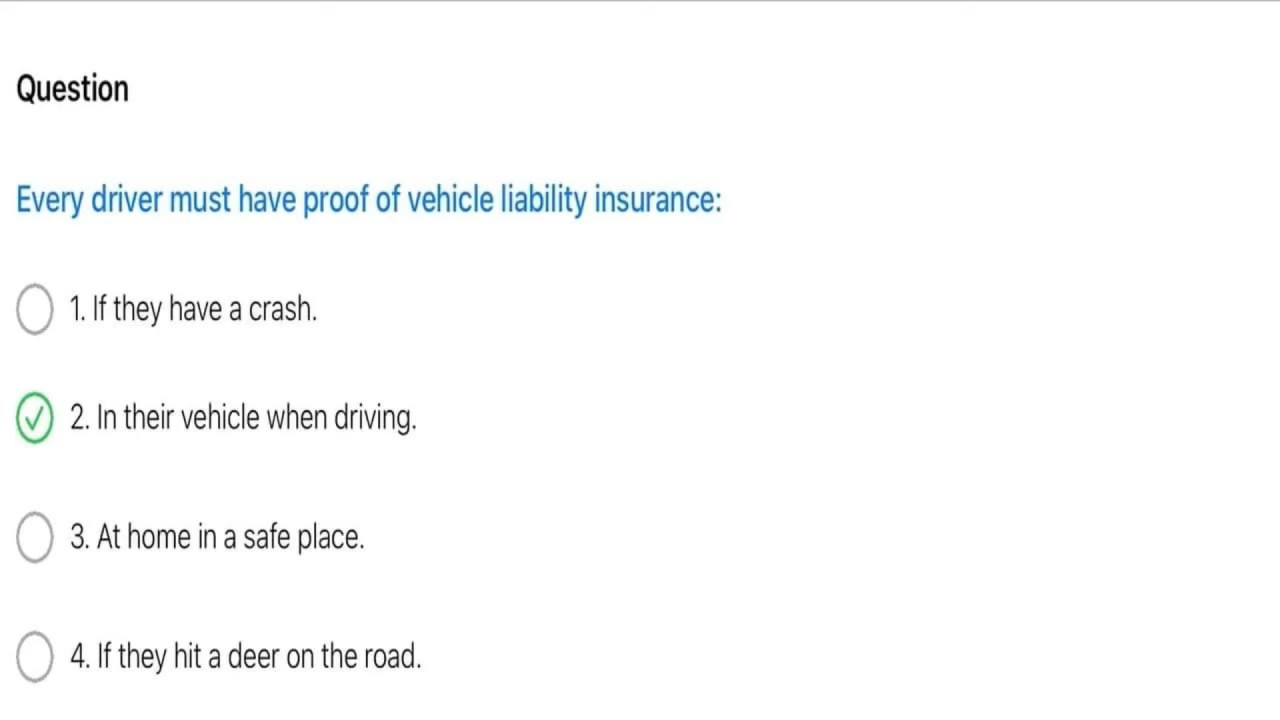 Question
Every driver must have proof of vehicle liability insurance:
1. If they have a crash.
2. In their vehicle when driving.
3. At home in a safe place.
4. If they hit a deer on the road.